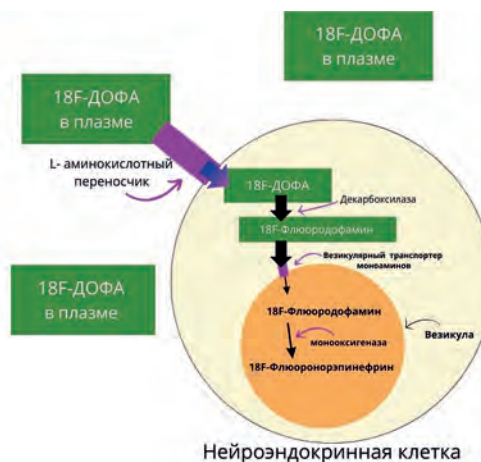 18F-ДОФА
в плазме
18F-ДОФА
в плазме
L- аминокислотный
переносчик
18F-ДОФА
Декарбоксилаза
18F-Флюородофамин
Везикулярный транспортер
моноаминов
18F-ДОФА
в плазме
18F-Флюородофамин
монооксигеназа
Везикула
18F-Флюоронорэпинефрин
Нейроэндокринная клетка